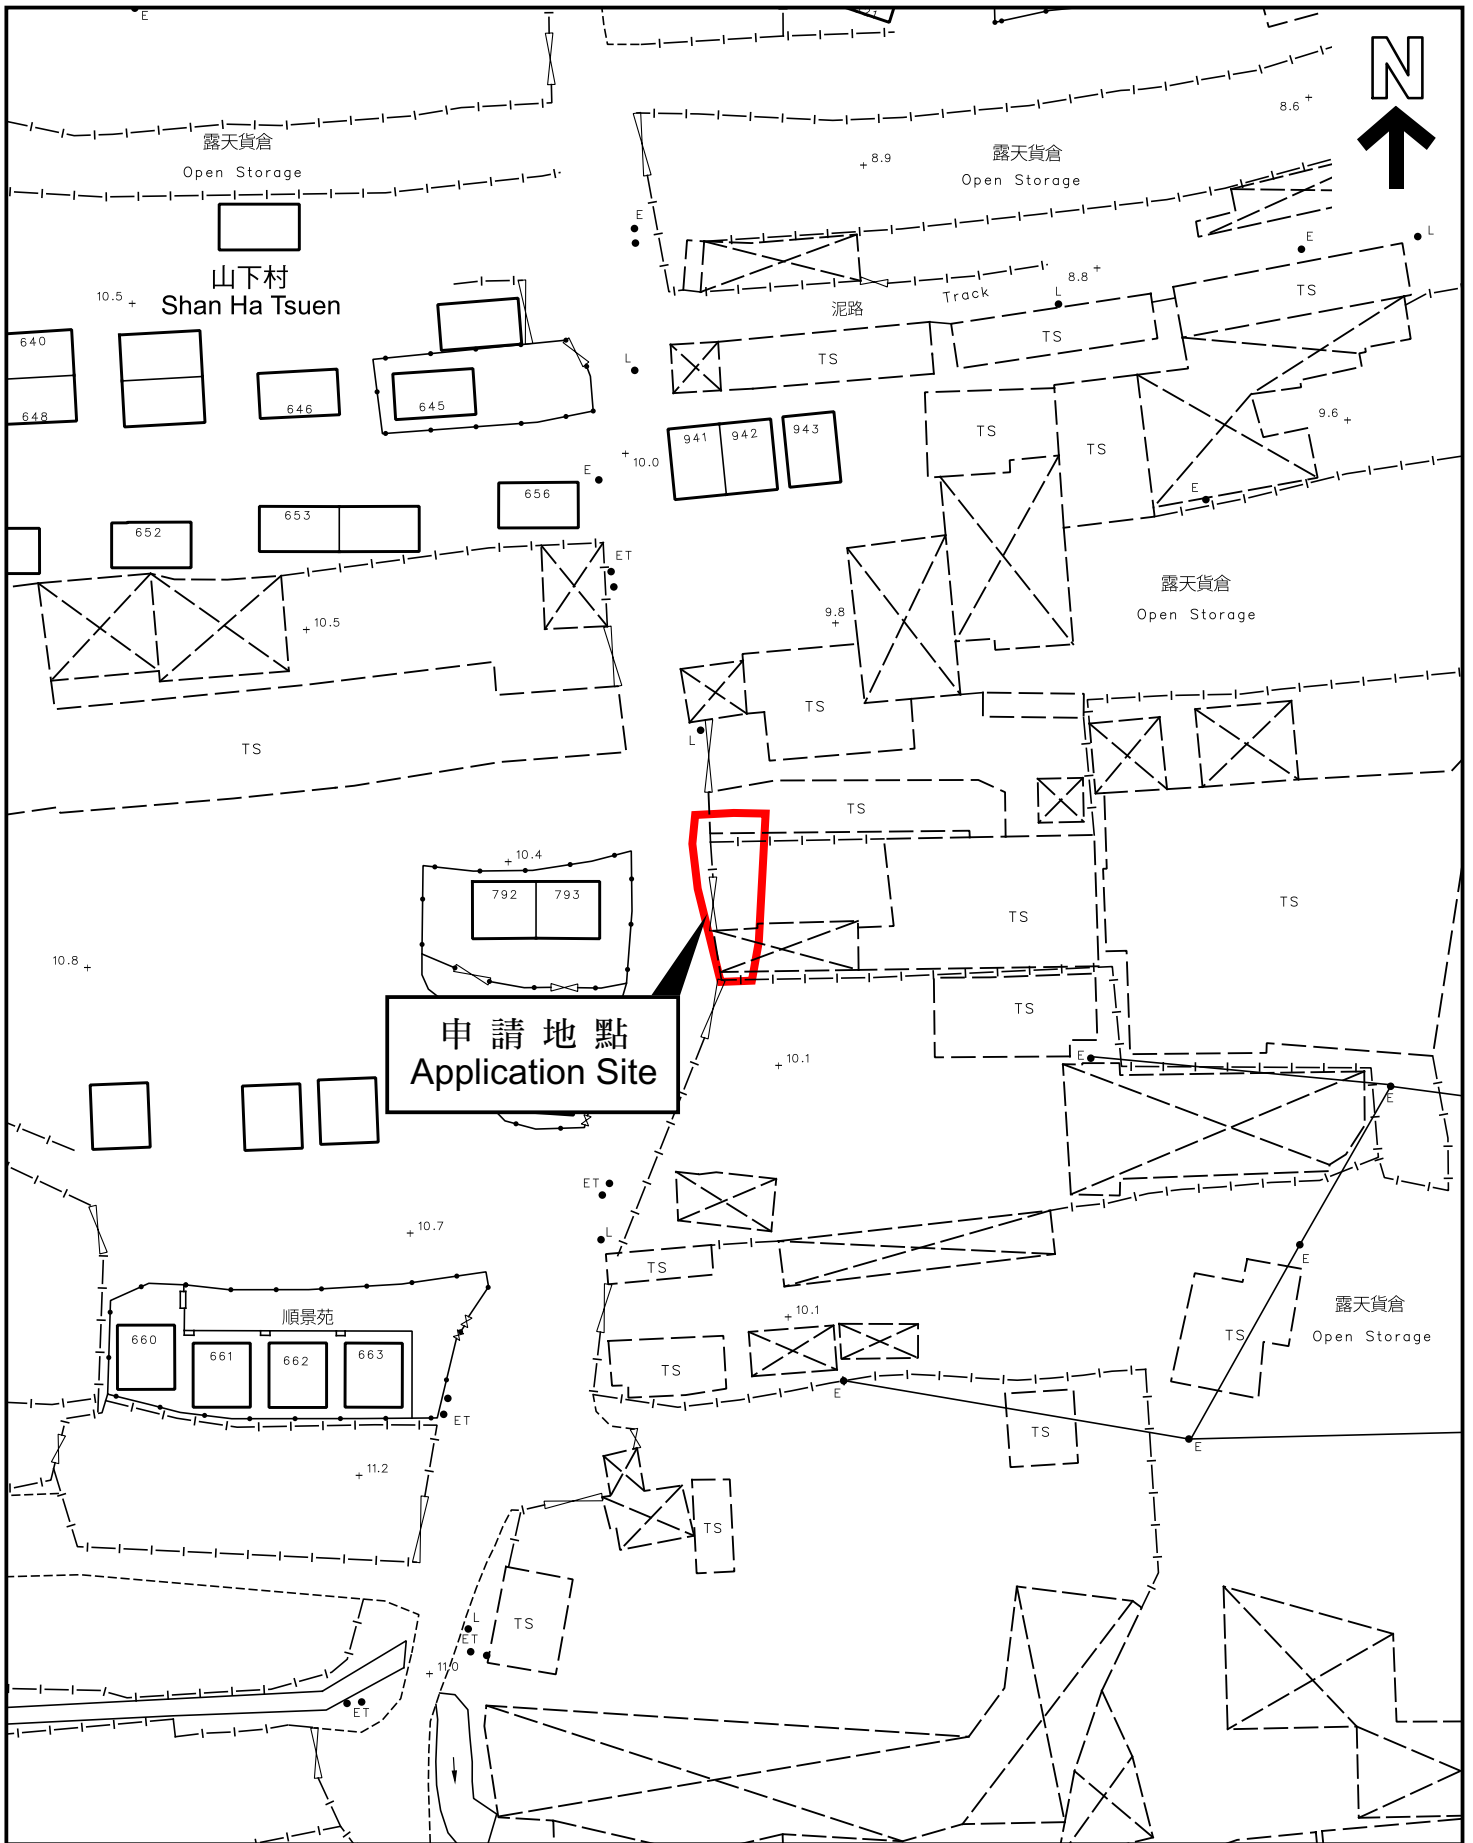 E
N
8.6
露天貨倉
Open Storage
8.9
露天貨倉
Open Storage
E
E
L
山下村
Shan Ha Tsuen
10.5
8.8
Track
泥路
L
TS
640
TS
TS
L
648
646
645
9.6
941
942
943
TS
TS
10.0
E
656
E
652
653
ET
露天貨倉
Open Storage
9.8
10.5
TS
L
TS
TS
10.4
792
793
TS
TS
10.8
申請地點
Application Site
TS
10.1
E
E
ET
10.7
L
E
TS
10.1
露天貨倉
Open Storage
順景苑
660
661
662
663
TS
TS
E
ET
TS
E
11.2
TS
L
TS
ET
11.0
ET